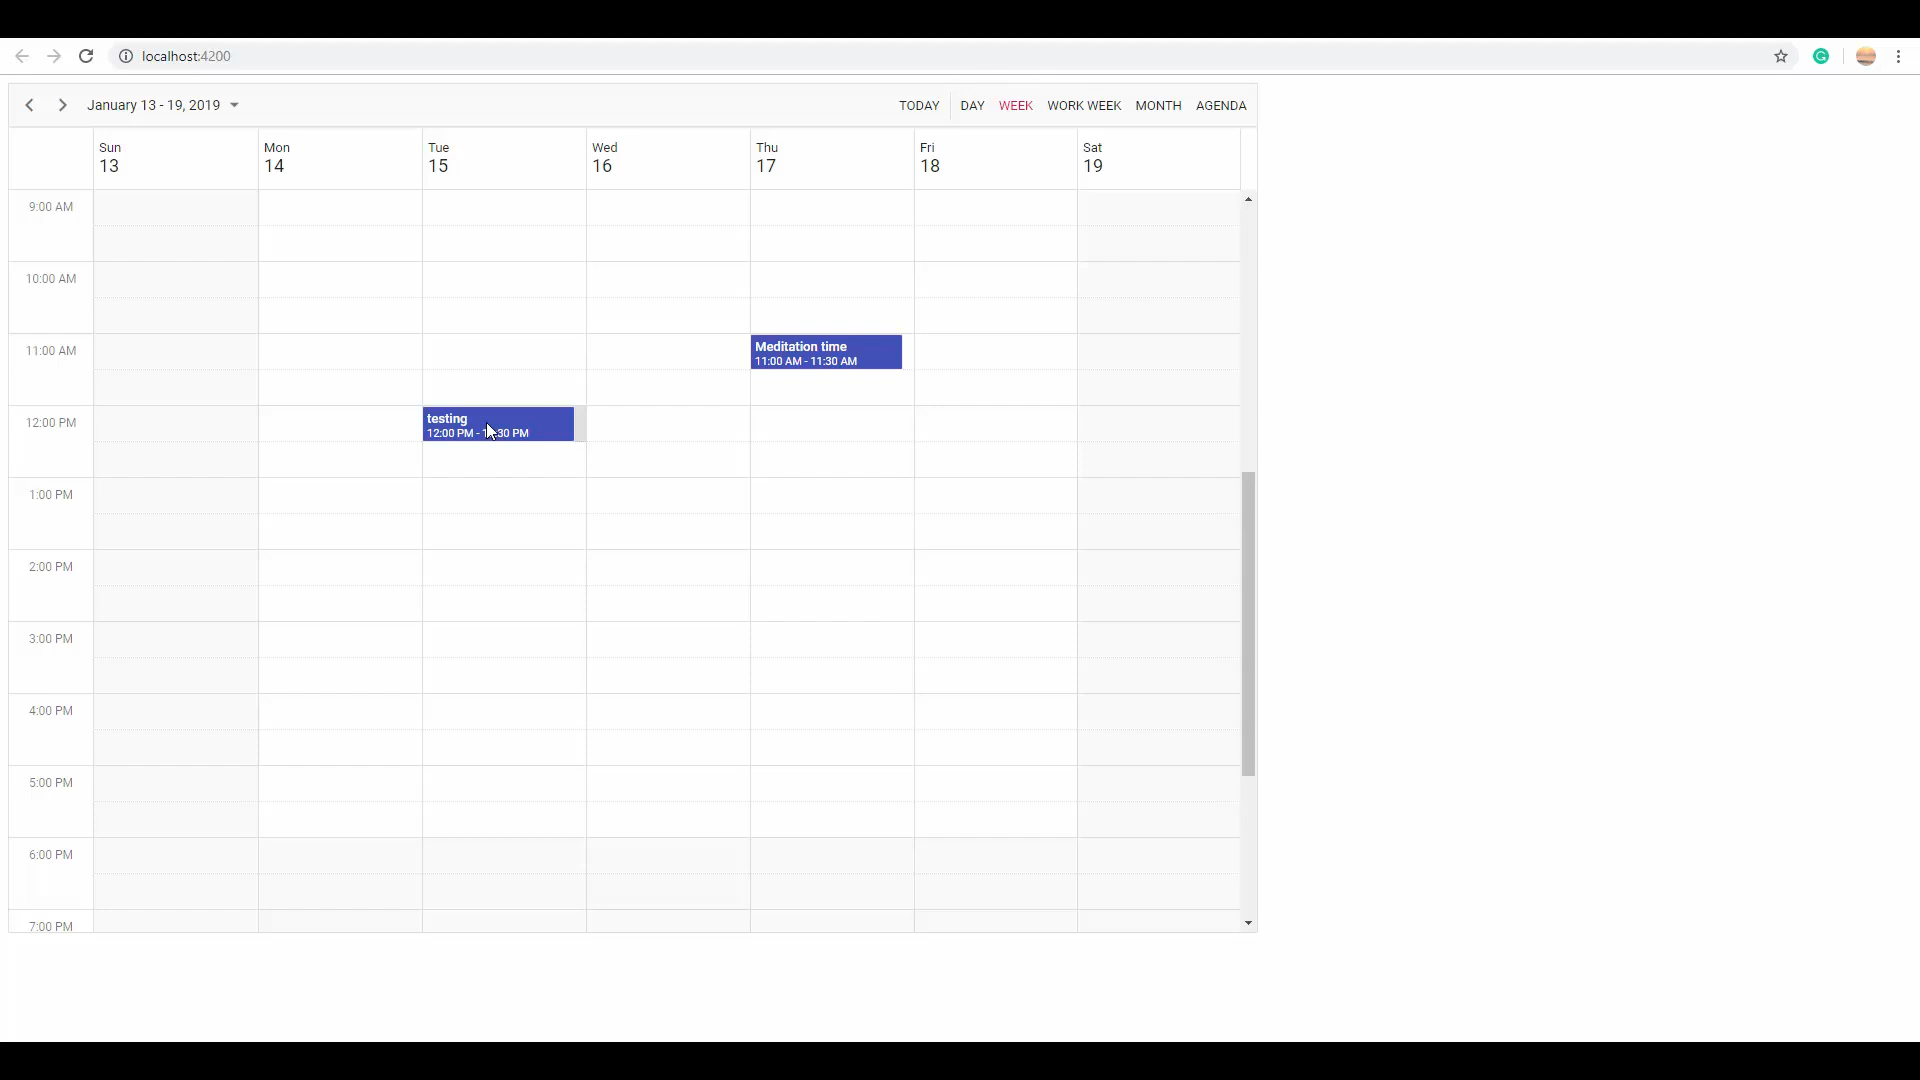 localhost:4200
January 13 - 19, 2019
TODAY DAY WEEK WORK WEEK MONTH AGENDA
Sun Mon Tue Wed Thu Fri Sat
13 14 15 16 17 18 19
9:00 AM
10:00 AM
11:00 AM
Meditation time
11:00 AM - 11:30 AM
12:00 PM
testing
12:00 PM - 30 PM
1:00 PM
2:00 PM
3:00 PM
4:00 PM
5:00 PM
6:00 PM
7:00 PM